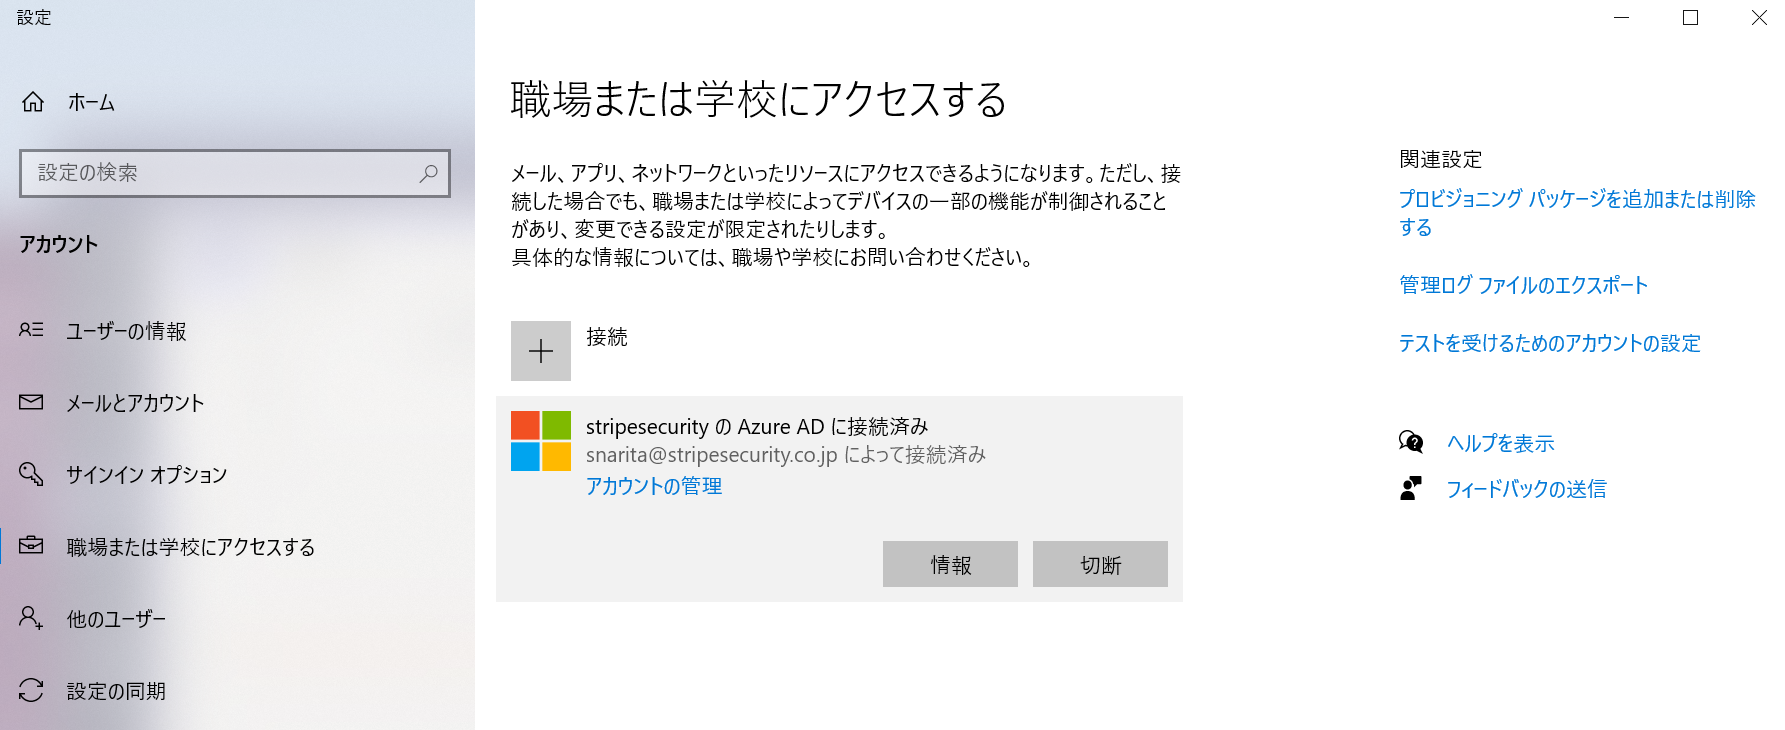 設定
ホーム
設定の検索
アカウント
ユーザーの情報
メールとアカウント
サインイン オプション
職場または学校にアクセスする
他のユーザー
設定の同期
職場または学校にアクセスする
メール、アプリ、ネットワークといったリソースにアクセスできるようになります。ただし、接
続した場合でも、職場または学校によってデバイスの一部の機能が制御されること
があり、変更できる設定が限定されたりします。
具体的な情報については、職場や学校にお問い合わせください。
接続
stripesecurity の Azure AD に接続済み
snarita@stripesecurity.co.jp によって接続済み
アカウントの管理
情報
切断
関連設定
プロビジョニング パッケージを追加または削除
する
管理ログ ファイルのエクスポート
テストを受けるためのアカウントの設定
ヘルプを表示
フィードバックの送信